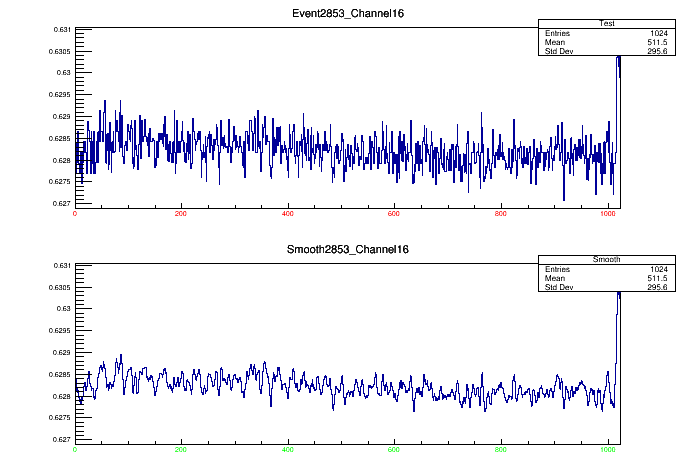 Event2853_Channel16
Test
Entries 1024
Mean 511.5
Std Dev 295.6
0.631
0.6305
0.63
0.6295
0.629
0.6285
0.628
0.6275
0.627
0 200 400 600 800 1000
Smooth2853_Channel16
Smooth
Entries 1024
Mean 511.5
Std Dev 295.6
0.631
0.6305
0.63
0.6295
0.629
0.6285
0.628
0.6275
0.627
0 200 400 600 800 1000